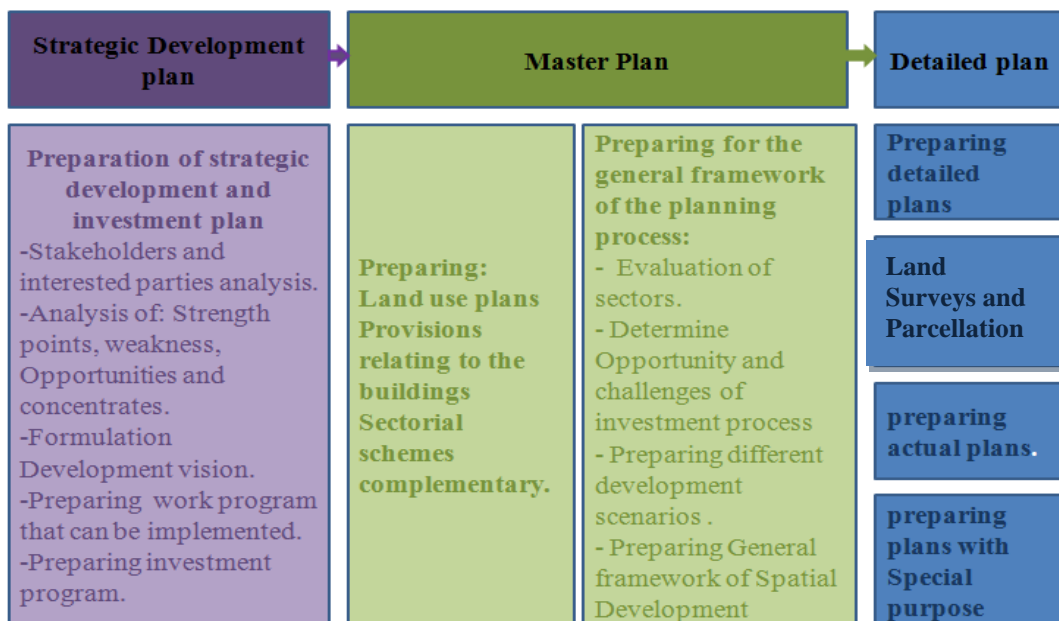 Strategic Development
plan
Master Plan
Detailed plan
Preparation of strategic
development and
investment plan
-Stakeholders and
interested parties analysis.
-Analysis of: Strength
points, weakness,
Opportunities and
concentrates.
-Formulation
Development vision.
-Preparing work program
that can be implemented.
-Preparing investment
program.
Preparing:
Land use plans
Provisions
relating to the
buildings
Sectorial
schemes
complementary.
Preparing for the
general framework
of the planning
process:
- Evaluation of
sectors.
- Determine
Opportunity and
challenges of
investment process
- Preparing different
development
scenarios .
- Preparing General
framework of Spatial
Development
Preparing
detailed
plans
Land
Surveys and
Parcellation
preparing
actual plans.
preparing
plans with
Special
purpose